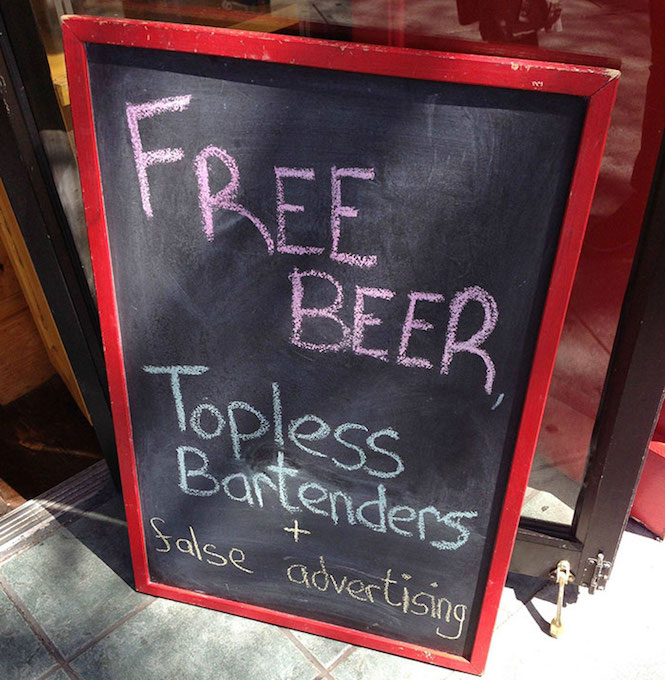 FREE
BEER,
Topless
Bartenders
+
false advertising